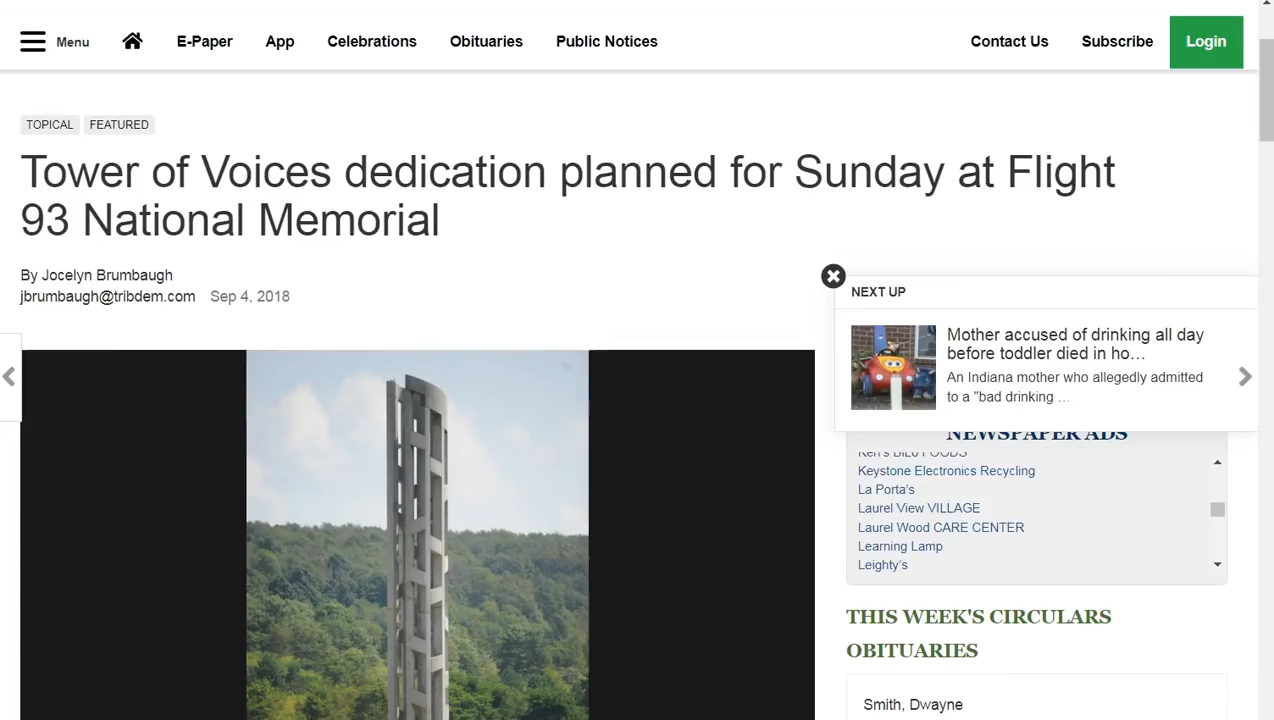 Menu
E-Paper
App
Celebrations
Obituaries
Public Notices
Contact Us
Subscribe
Login
TOPICAL
FEATURED
Tower of Voices dedication planned for Sunday at Flight
93 National Memorial
By Jocelyn Brumbaugh
jbrumbaugh@tribdem.com Sep 4, 2018
NEXT UP
Mother accused of drinking all day
before toddler died in ho…
An Indiana mother who allegedly admitted
to a "bad drinking …
NEWSPAPER ADS
Ken's BILO FOODS
Keystone Electronics Recycling
La Porta's
Laurel View VILLAGE
Laurel Wood CARE CENTER
Learning Lamp
Leighty's
THIS WEEK'S CIRCULARS
OBITUARIES
Smith, Dwayne